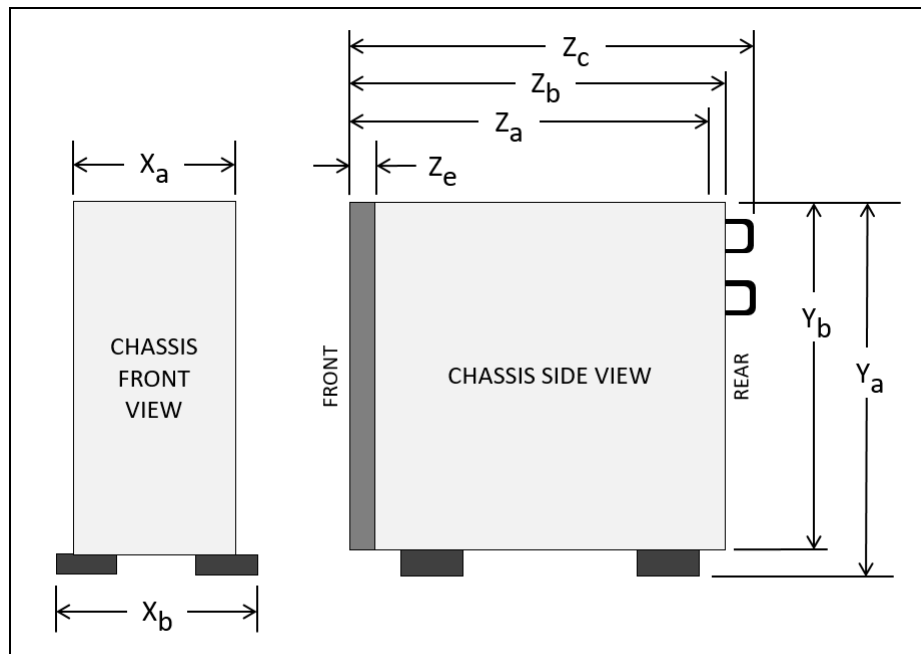 Zc
Zb
Za
Xa
Ze
CHASSIS
FRONT
VIEW
FRONT
CHASSIS SIDE VIEW
REAR
Yb
Ya
Xb